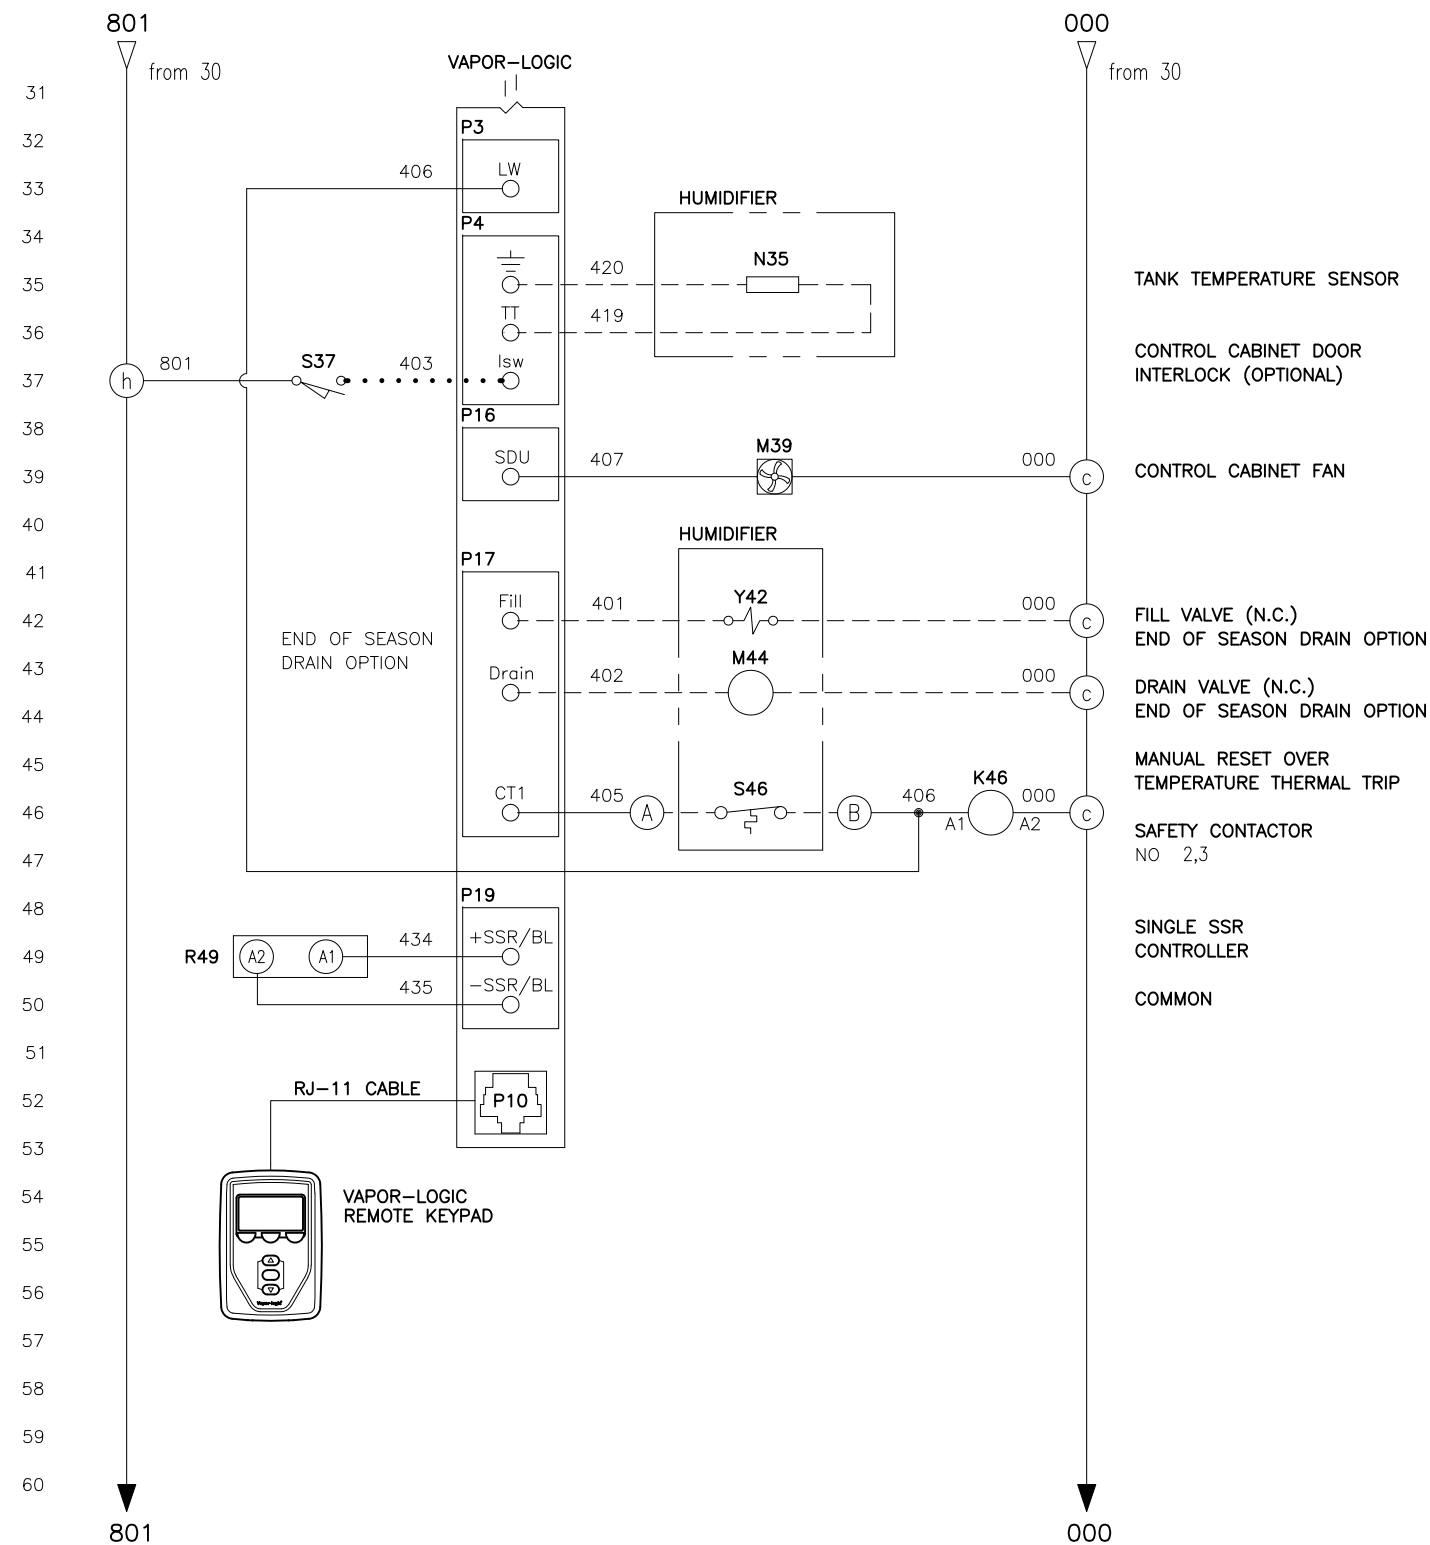 801
000
from 30
from 30
VAPOR-LOGIC
31
P3
32
LW
406
33
HUMIDIFIER
P4
34
N35
420
35
TANK TEMPERATURE SENSOR
TT
419
36
CONTROL CABINET DOOR
INTERLOCK (OPTIONAL)
801
S37
403
Isw
h
37
P16
38
M39
SDU
407
000
39
c
CONTROL CABINET FAN
40
HUMIDIFIER
P17
41
Fill
401
Y42
000
42
c
FILL VALVE (N.C.)
END OF SEASON DRAIN OPTION
END OF SEASON
DRAIN OPTION
43
M44
Drain
402
000
c
DRAIN VALVE (N.C.)
END OF SEASON DRAIN OPTION
44
45
MANUAL RESET OVER
TEMPERATURE THERMAL TRIP
CT1
405
S46
406
K46
000
46
A
B
A1
A2
c
SAFETY CONTACTOR
NO 2,3
47
P19
48
SINGLE SSR
CONTROLLER
R49
A2
A1
434
+SSR/BL
49
435
-SSR/BL
50
COMMON
51
RJ-11 CABLE
52
P10
53
54
VAPOR-LOGIC
REMOTE KEYPAD
55
56
Vapor-logic
57
58
59
60
801
000